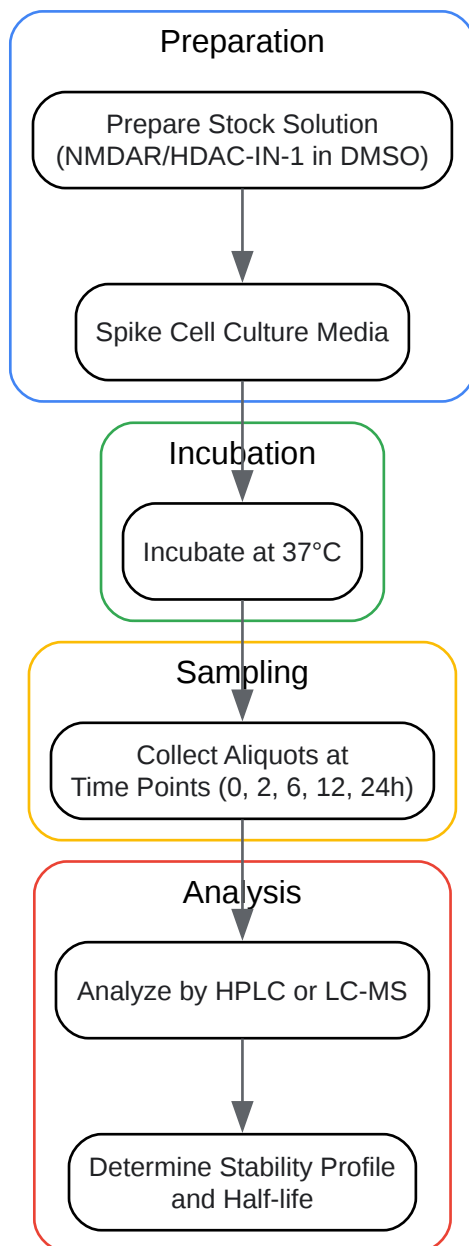 Preparation
Prepare Stock Solution
(NMDAR/HDAC-IN-1 in DMSO)
Spike Cell Culture Media
Incubation
Incubate at 37°C
Sampling
Collect Aliquots at
Time Points (0, 2, 6, 12, 24h)
Analysis
Analyze by HPLC or LC-MS
Determine Stability Profile
and Half-life